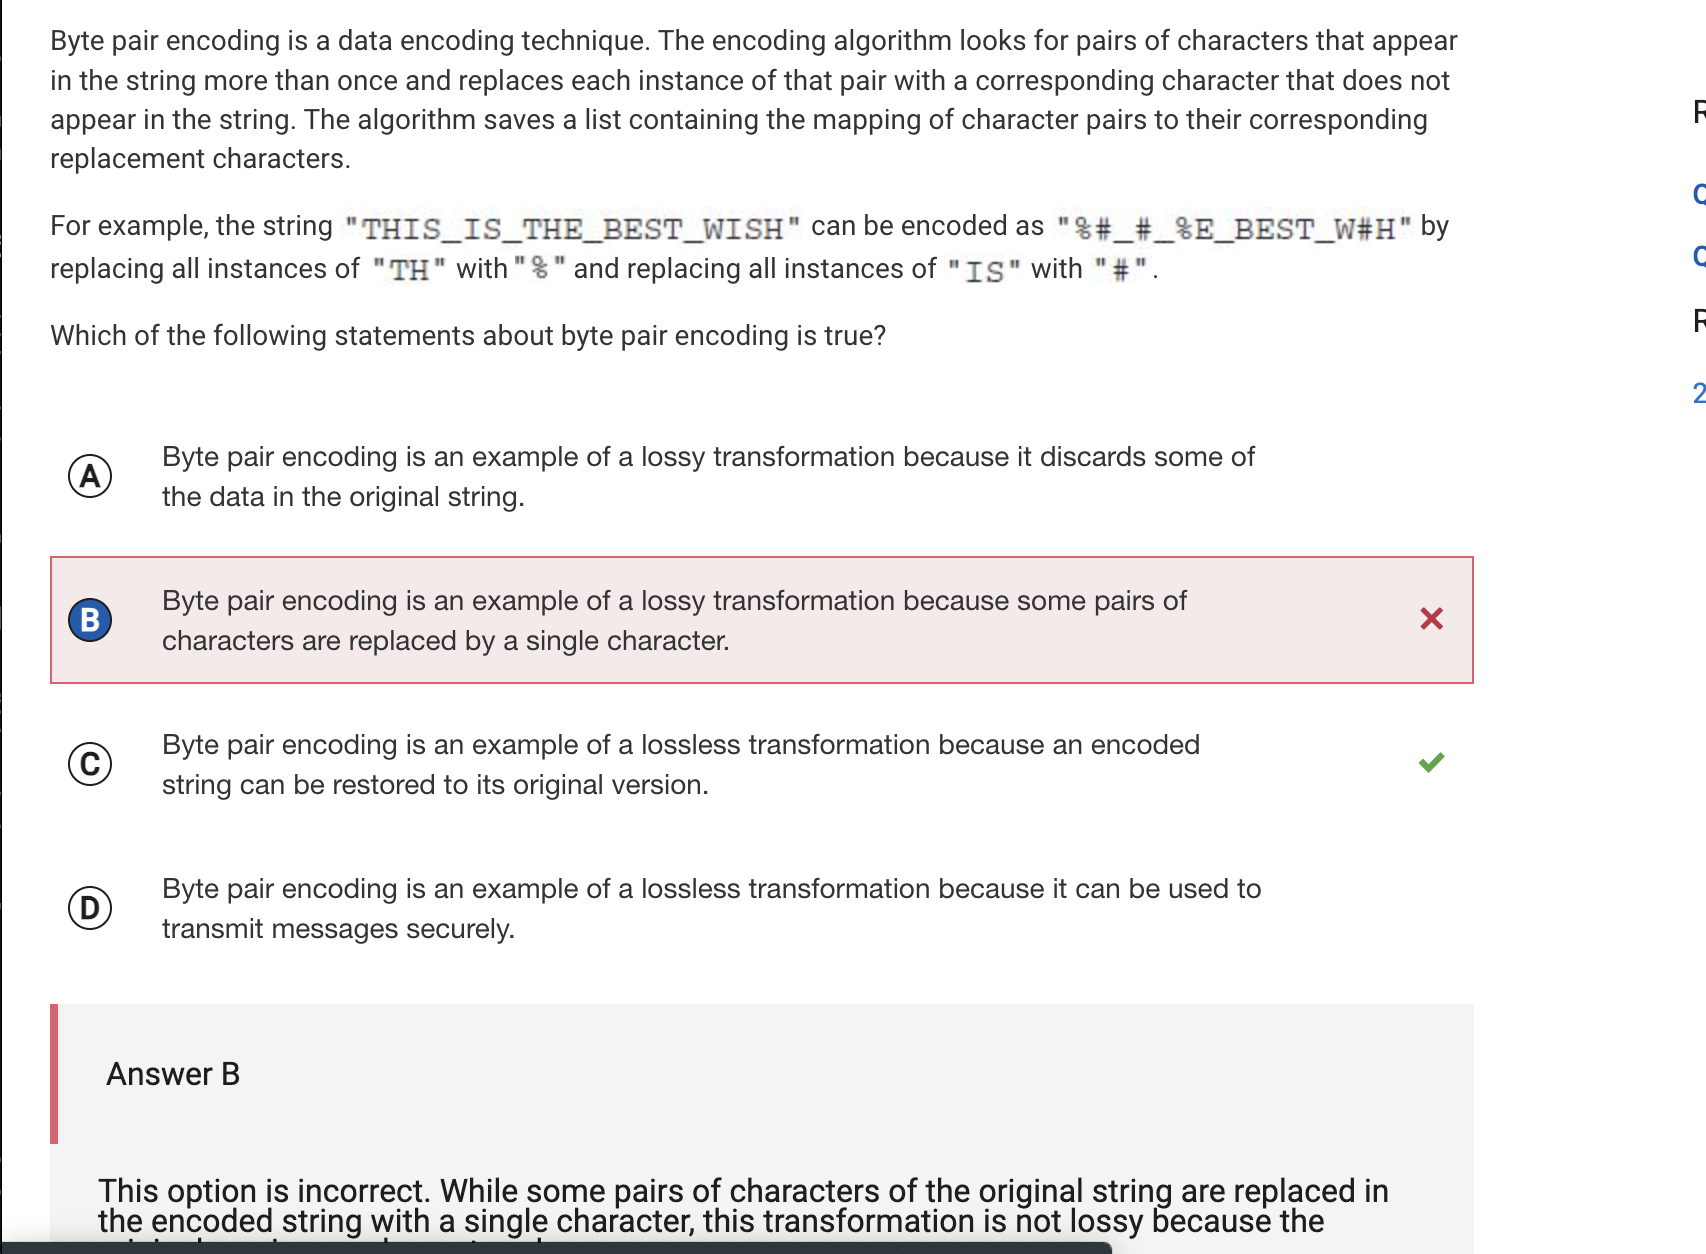 Byte pair encoding is a data encoding technique. The encoding algorithm looks for pairs of characters that appear
in the string more than once and replaces each instance of that pair with a corresponding character that does not
appear in the string. The algorithm saves a list containing the mapping of character pairs to their corresponding
replacement characters.
For example, the string "THIS_IS_THE_BEST_WISH" can be encoded as "%#_#_%E_BEST_W#H" by
replacing all instances of "TH" with "%" and replacing all instances of "IS" with "#".
Which of the following statements about byte pair encoding is true?
A Byte pair encoding is an example of a lossy transformation because it discards some of
the data in the original string.
B Byte pair encoding is an example of a lossy transformation because some pairs of
characters are replaced by a single character.
C Byte pair encoding is an example of a lossless transformation because an encoded
string can be restored to its original version.
D Byte pair encoding is an example of a lossless transformation because it can be used to
transmit messages securely.
Answer B
This option is incorrect. While some pairs of characters of the original string are replaced in
the encoded string with a single character, this transformation is not lossy because the